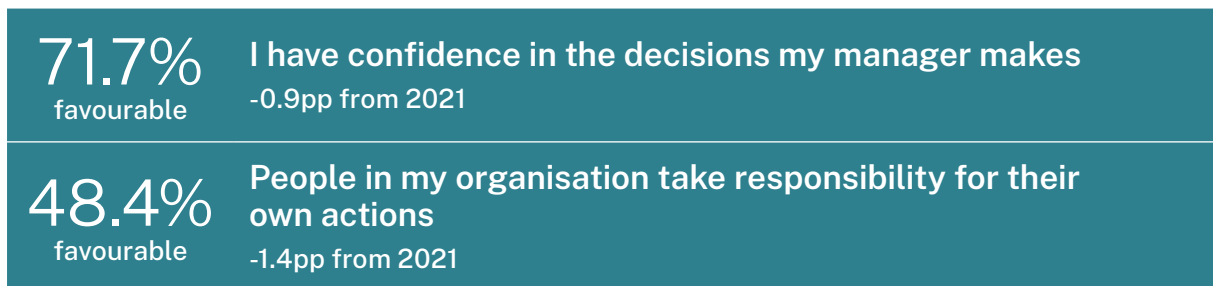 71.7%
favourable
I have confidence in the decisions my manager makes
-0.9pp from 2021
48.4%
favourable
People in my organisation take responsibility for their
own actions
-1.4pp from 2021